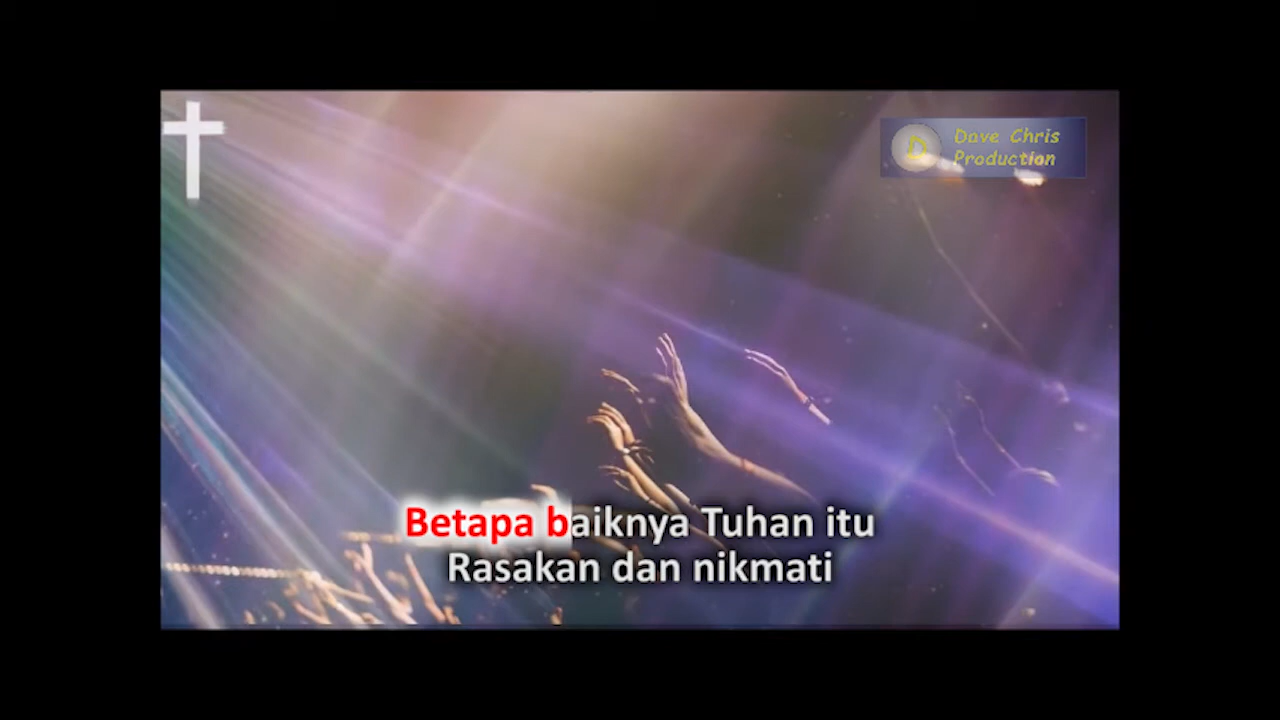 D
Dave Chris
Production
Betapa baiknya Tuhan itu
Rasakan dan nikmati